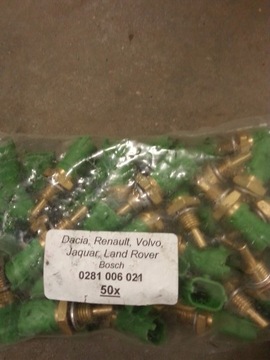 Dacia, Renault, Volvo,
Jaquar, Land Rover
Bosch
0281 006 021
50x